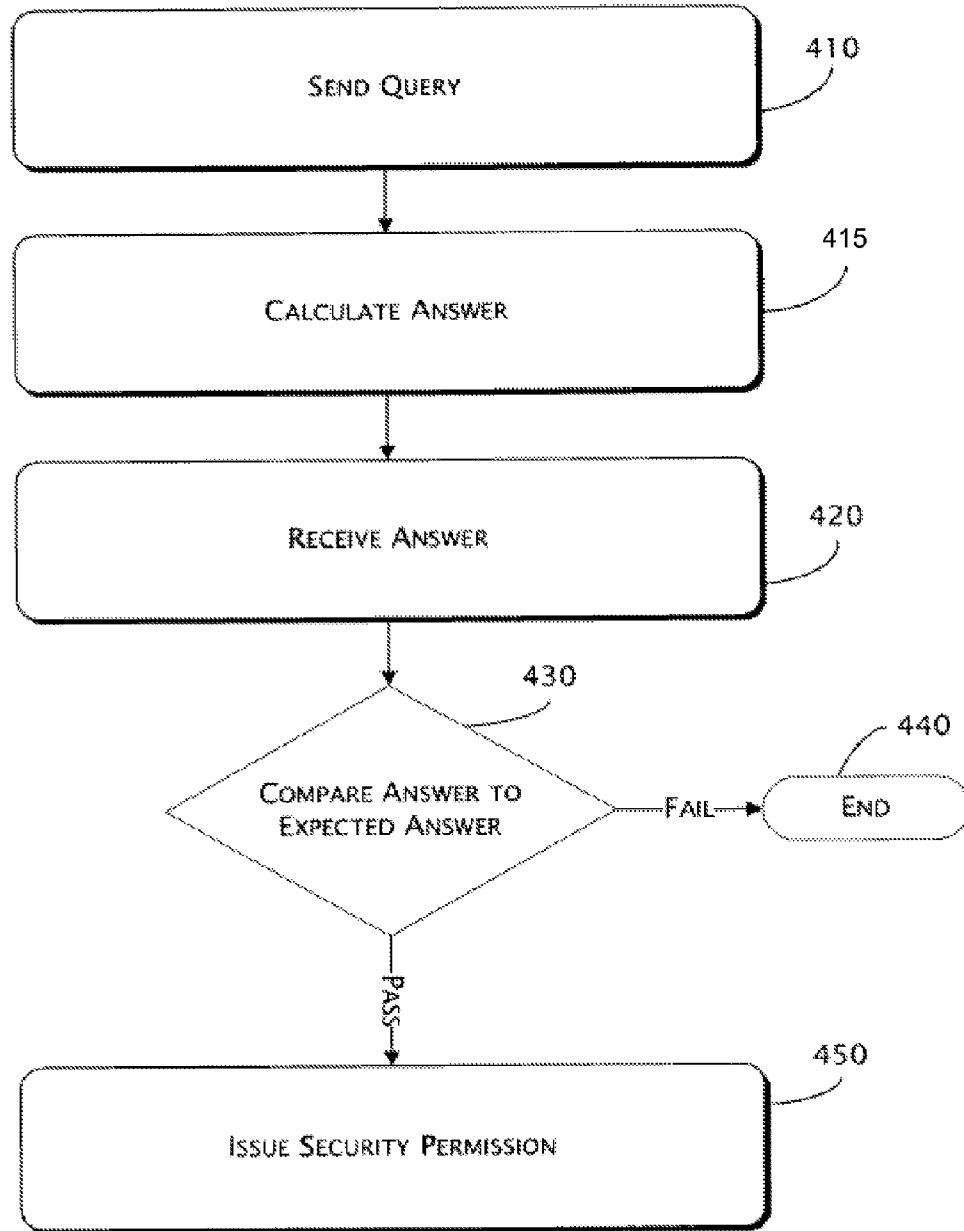 SEND QUERY
410
CALCULATE ANSWER
415
RECEIVE ANSWER
420
430
COMPARE ANSWER TO
EXPECTED ANSWER
FAIL
440
END
PASS
450
ISSUE SECURITY PERMISSION